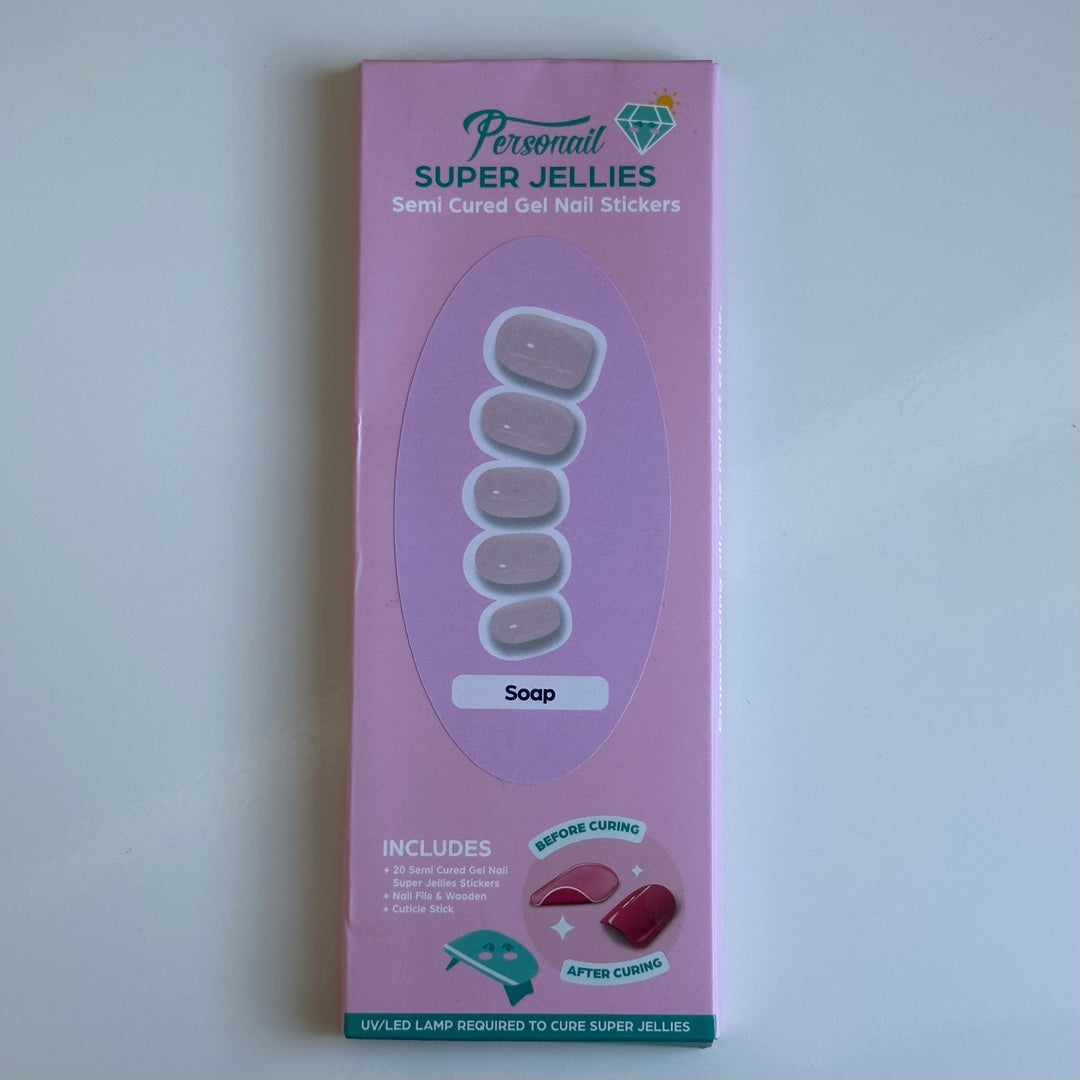 Personail
SUPER JELLIES
Semi Cured Gel Nail Stickers
Soap
INCLUDES
+ 20 Semi Cured Gel Nail
Super Jellies Stickers
+ Nail File & Wooden
+ Cuticle Stick
BEFORE CURING
AFTER CURING
UV/LED LAMP REQUIRED TO CURE SUPER JELLIES